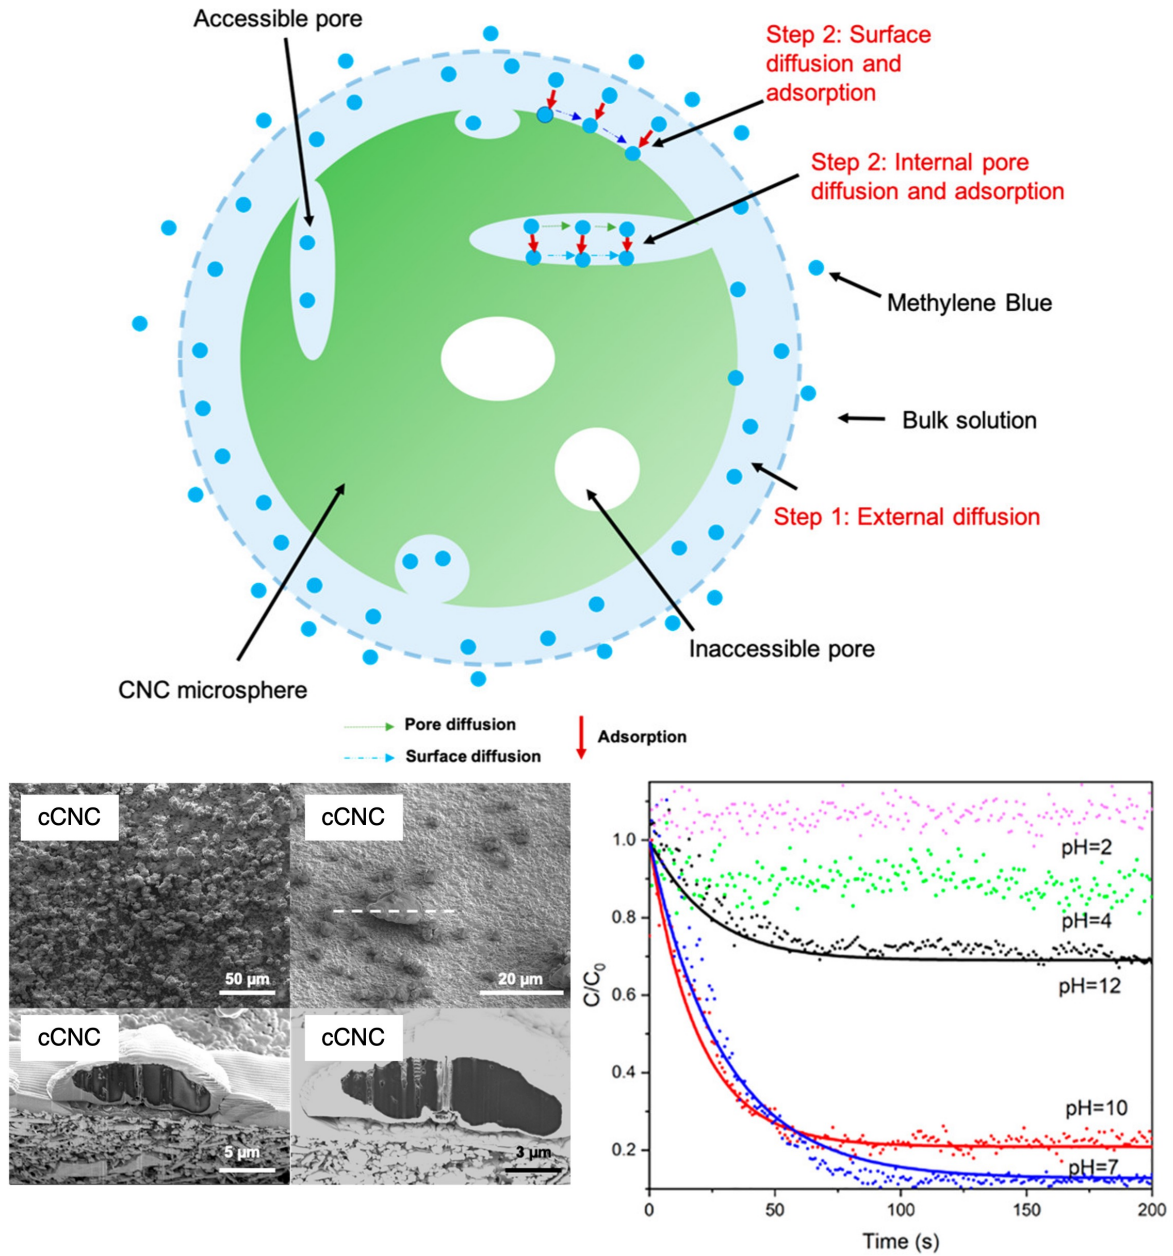 Accessible pore
Step 2: Surface
diffusion and
adsorption
Step 2: Internal pore
diffusion and adsorption
Methylene Blue
Bulk solution
Step 1: External diffusion
Inaccessible pore
CNC microsphere
Pore diffusion
Surface diffusion
Adsorption
cCNC
50 µm
cCNC
20 µm
cCNC
5 µm
cCNC
3 µm
C/C0
1.0
0.8
0.6
0.4
0.2
pH=2
pH=4
pH=12
pH=10
pH=7
0
50
100
150
200
Time (s)